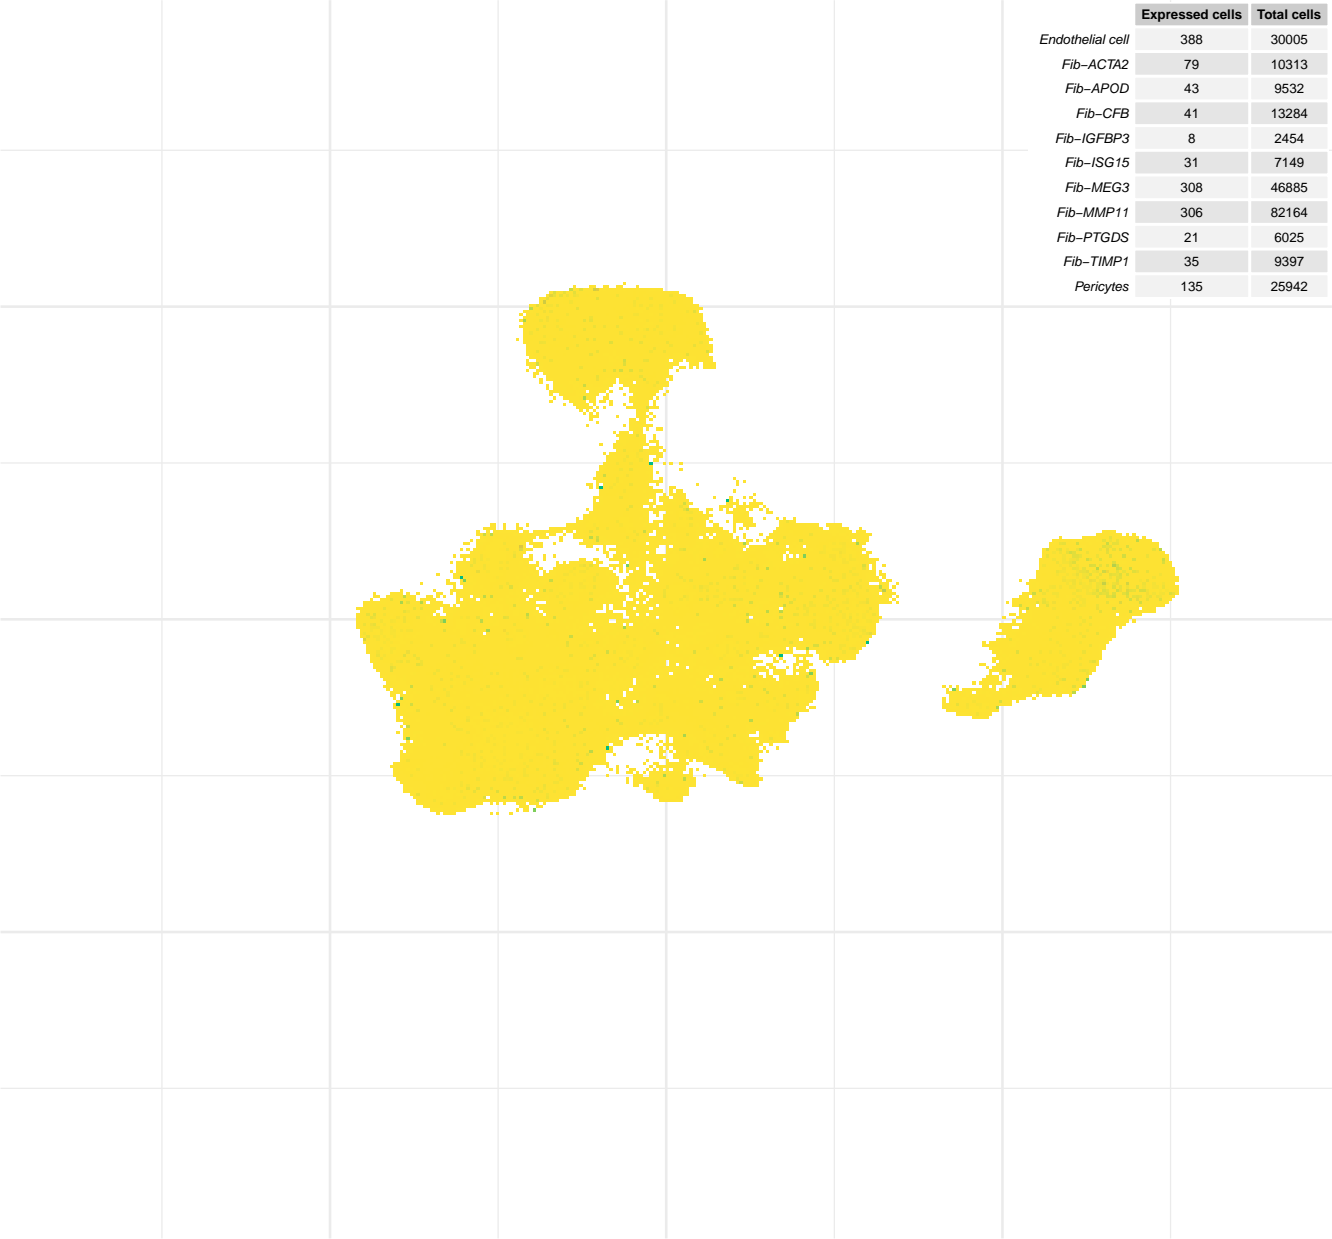 Expressed cells Total cells
Endothelial cell 388 30005
Fib−ACTA2 79 10313
Fib−APOD 43 9532
Fib−CFB 41 13284
Fib−IGFBP3 8 2454
Fib−ISG15 31 7149
Fib−MEG3 308 46885
Fib−MMP11 306 82164
Fib−PTGDS 21 6025
Fib−TIMP1 35 9397
Pericytes 135 25942